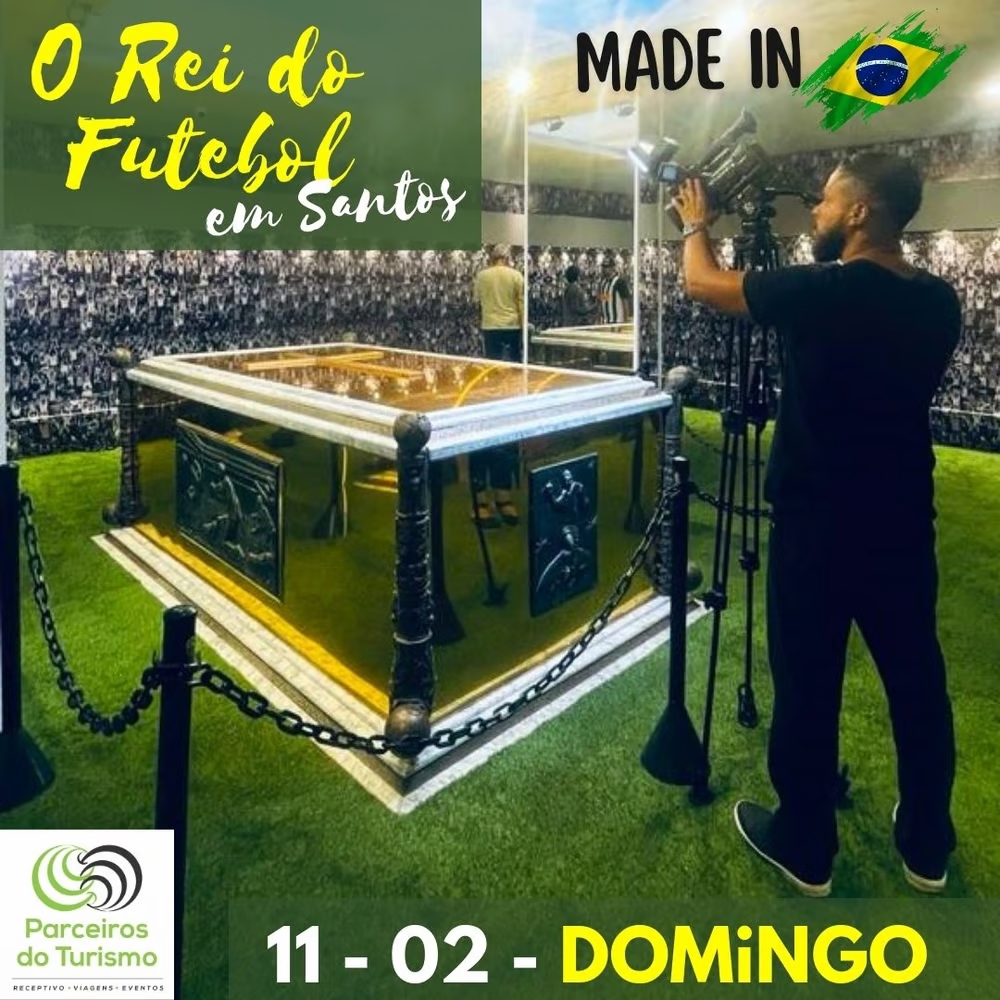 O Rei do
Futebol
em Santos
MADE IN
Parceiros
do Turismo
RECEPTIVO • VIAGENS • EVENTOS
11 - 02 - DOMiNGO